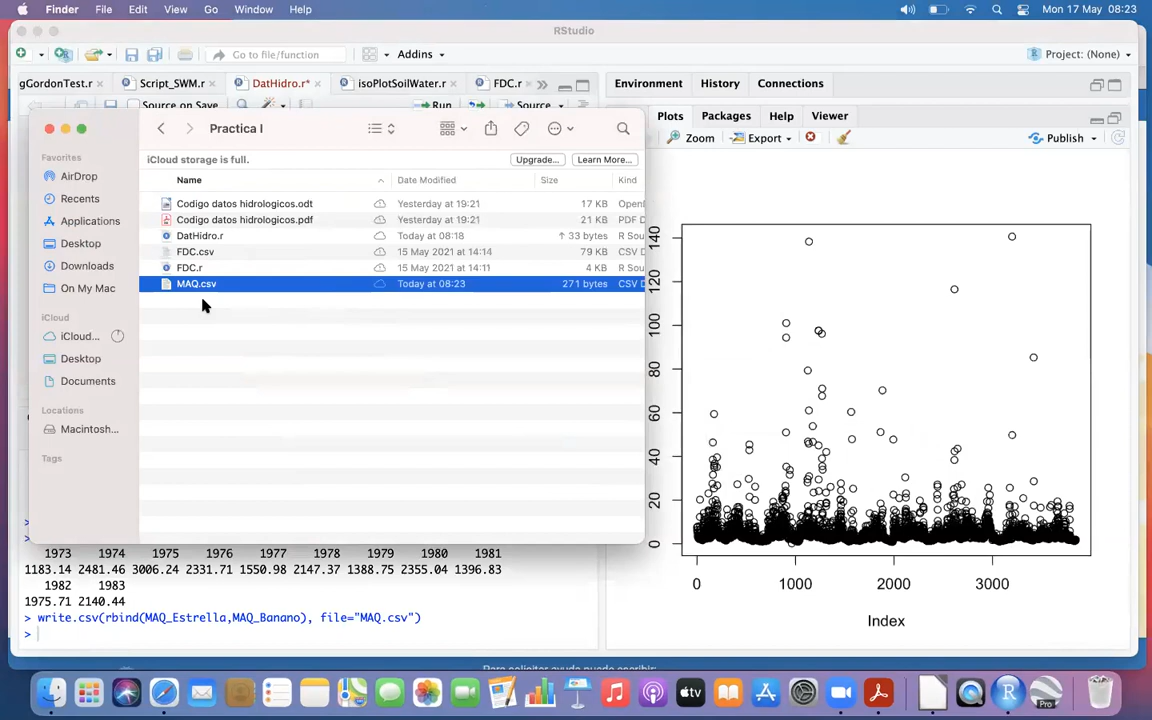 Finder File Edit View Go Window Help Mon 17 May 08:23
RStudio
Go to file/function Addins Project: (None)
gGordonTest.r Script_SWM.r DatHidro.r* isoPlotSoilWater.r FDC.r
Environment History Connections
Source on Save Run Source
Plots Packages Help Viewer
Zoom Export Publish
Practica I
iCloud storage is full. Upgrade... Learn More...
Name Date Modified Size Kind
Codigo datos hidrologicos.odt Yesterday at 19:21 17 KB
Codigo datos hidrologicos.pdf Yesterday at 19:21 21 KB PDF D
DatHidro.r Today at 08:18 ↑ 33 bytes R Sou
FDC.csv 15 May 2021 at 14:14 79 KB CSV D
FDC.r 15 May 2021 at 14:11 4 KB R Sou
MAQ.csv Today at 08:23 271 bytes CSV D
Favorites
AirDrop
Recents
Applications
Desktop
Downloads
On My Mac
iCloud
iCloud...
Desktop
Documents
Locations
Macintosh...
Tags
140
120
100
80
60
40
20
0
0 1000 2000 3000
Index
>
>
1973 1974 1975 1976 1977 1978 1979 1980 1981
1183.14 2481.46 3006.24 2331.71 1550.98 2147.37 1388.75 2355.04 1396.83
1982 1983
1975.71 2140.44
> write.csv(rbind(MAQ_Estrella,MAQ_Banano), file="MAQ.csv")
>
Pro
tv
R